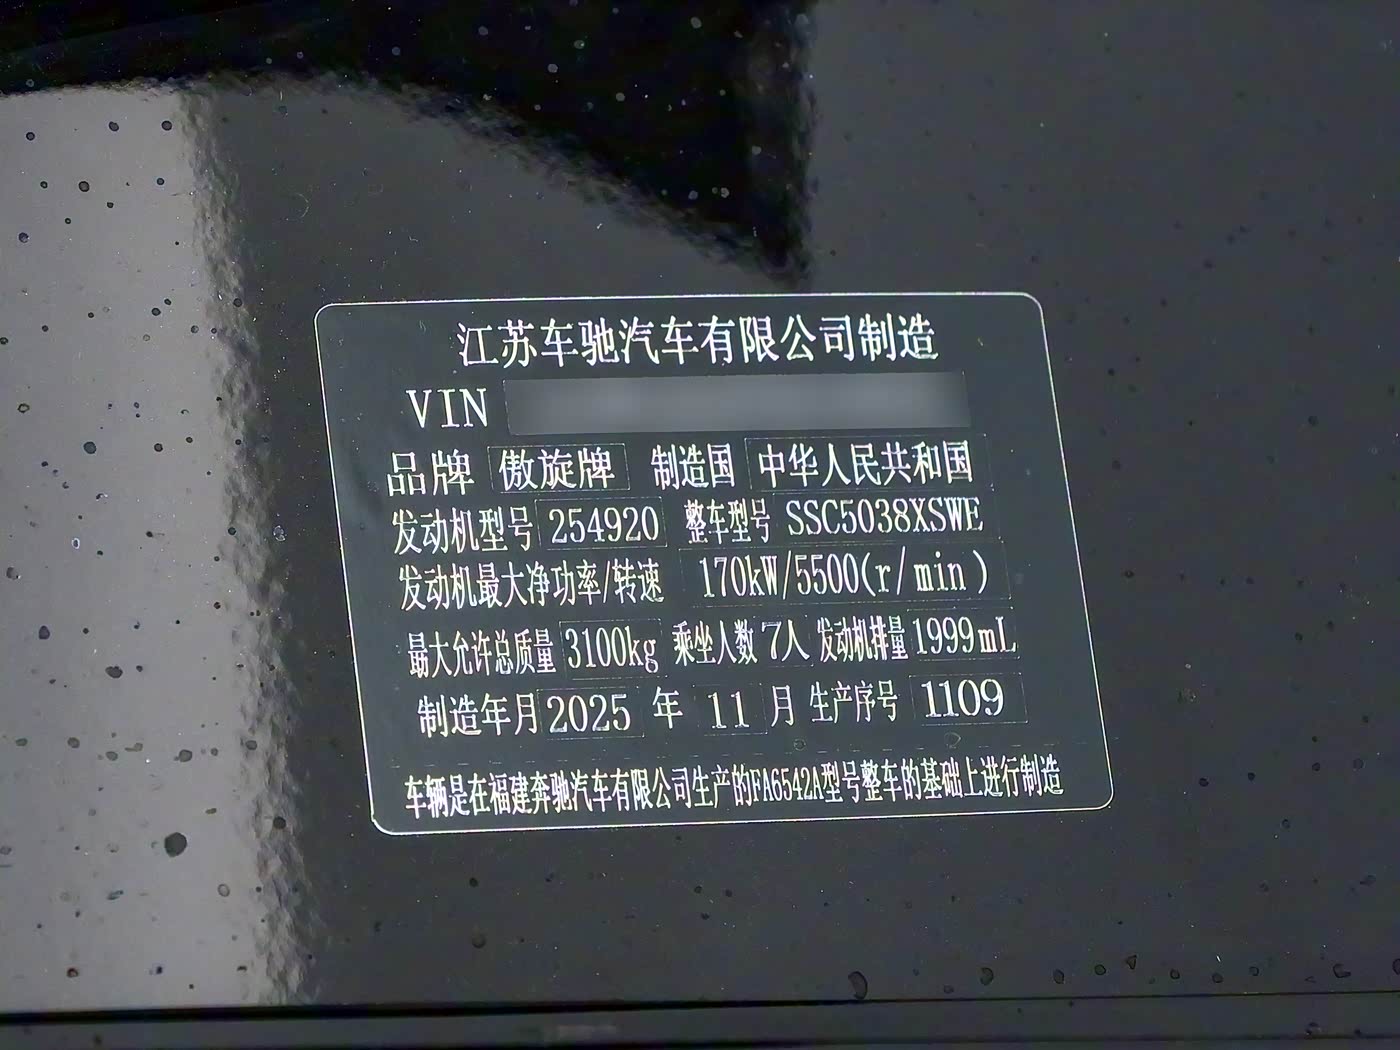 江苏车驰汽车有限公司制造
VIN
品牌 傲旋牌 制造国 中华人民共和国
发动机型号 254920 整车型号 SSC5038XSWE
发动机最大净功率/转速 170kW/5500(r/min)
最大允许总质量 3100kg 乘坐人数 7人 发动机排量 1999mL
制造年月 2025 年 11 月 生产序号 1109
车辆是在福建奔驰汽车有限公司生产的FA6542A型号整车的基础上进行制造